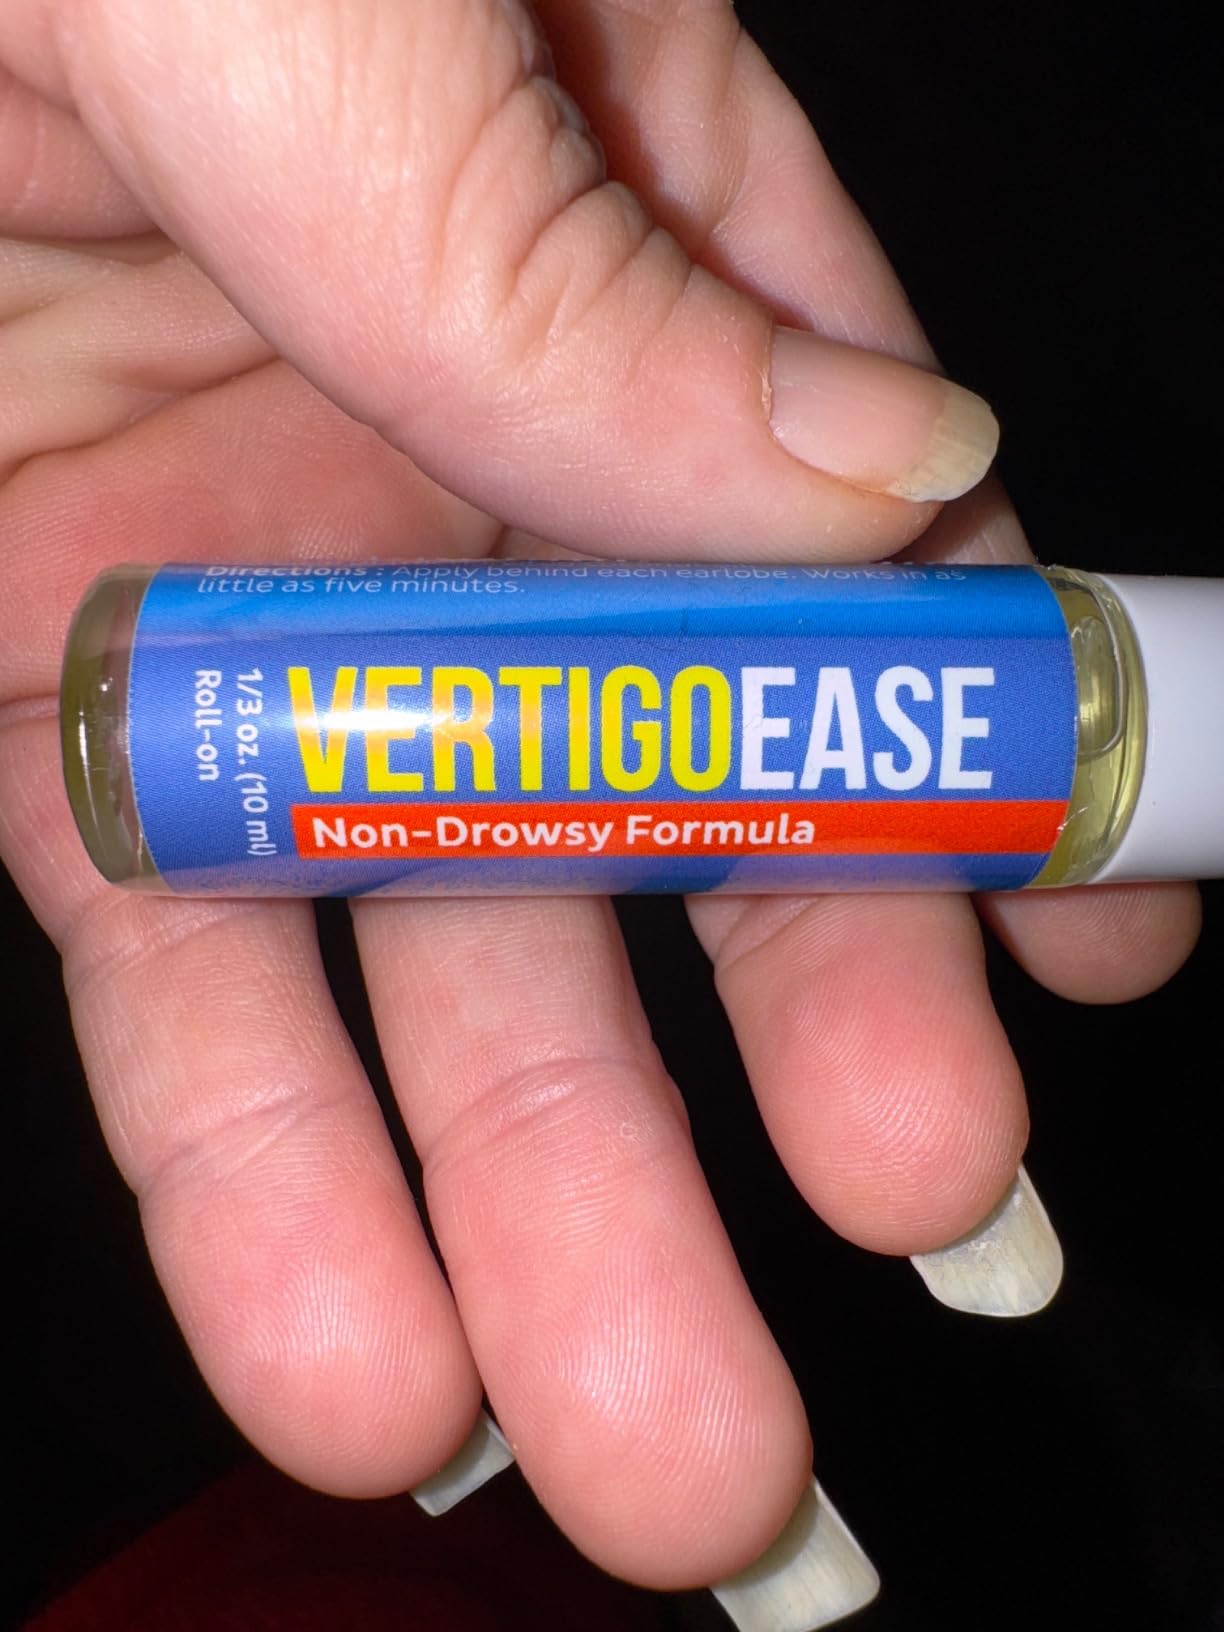 Directions : Apply behind each earlobe. Works in as
little as five minutes.
VERTIGOEASE
Non-Drowsy Formula
1/3 oz. (10 ml)
Roll-on